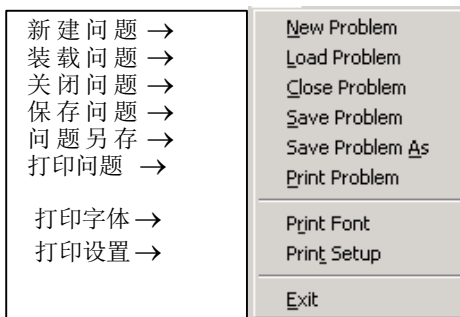 新建问题 → New Problem
装载问题 → Load Problem
关闭问题 → Close Problem
保存问题 → Save Problem
问题另存 → Save Problem As
打印问题 → Print Problem
打印字体 → Print Font
打印设置 → Print Setup
Exit